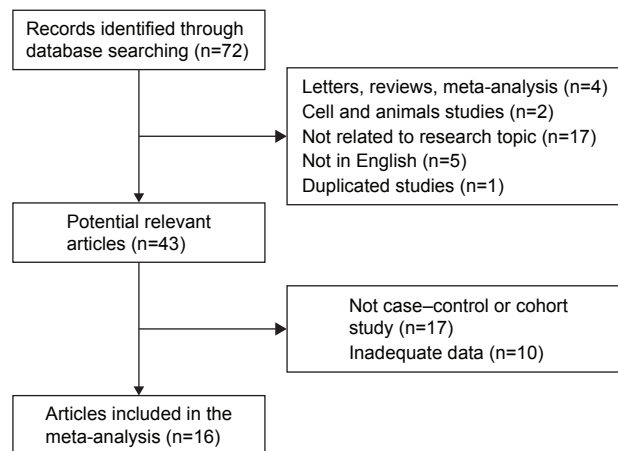 Records identified through
database searching (n=72)
Letters, reviews, meta-analysis (n=4)
Cell and animals studies (n=2)
Not related to research topic (n=17)
Not in English (n=5)
Duplicated studies (n=1)
Potential relevant
articles (n=43)
Not case–control or cohort
study (n=17)
Inadequate data (n=10)
Articles included in the
meta-analysis (n=16)